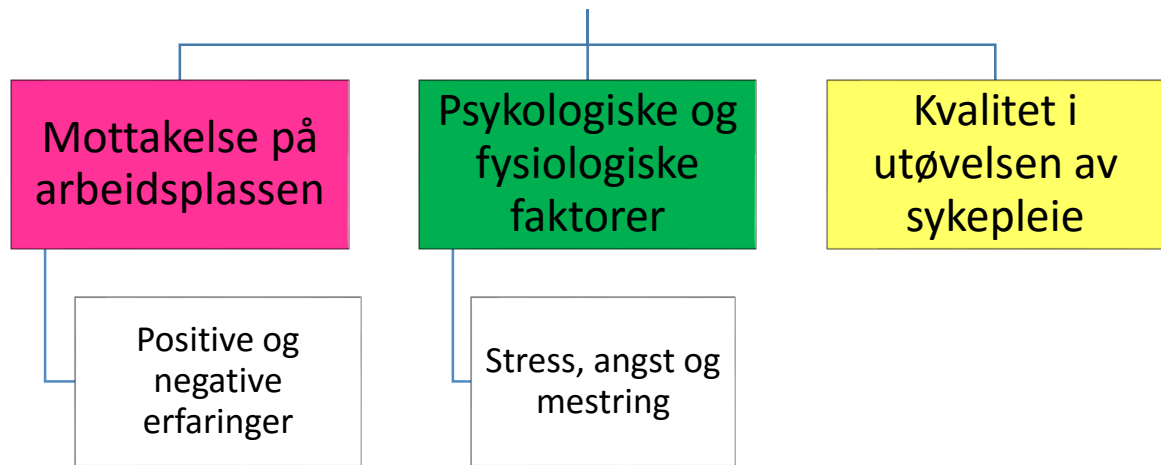 Mottakelse på
arbeidsplassen
Psykologiske og
fysiologiske
faktorer
Kvalitet i
utøvelsen av
sykepleie
Positive og
negative
erfaringer
Stress, angst og
mestring